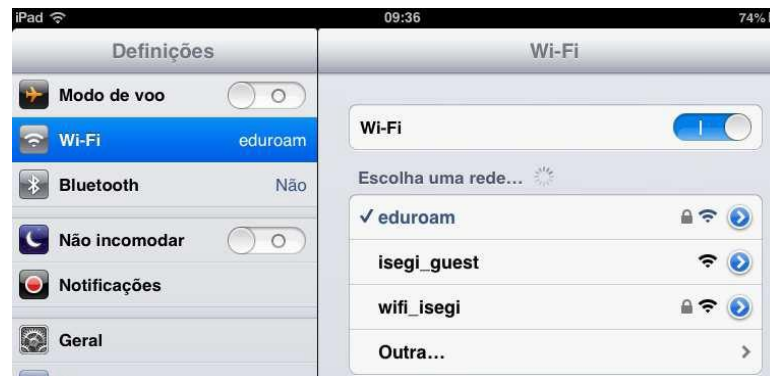 iPad 09:36 74%
Definições
Modo de voo
Wi-Fi eduroam
Bluetooth Não
Não incomodar
Notificações
Geral
Wi-Fi
Wi-Fi
Escolha uma rede...
✓ eduroam
isegi_guest
wifi_isegi
Outra...